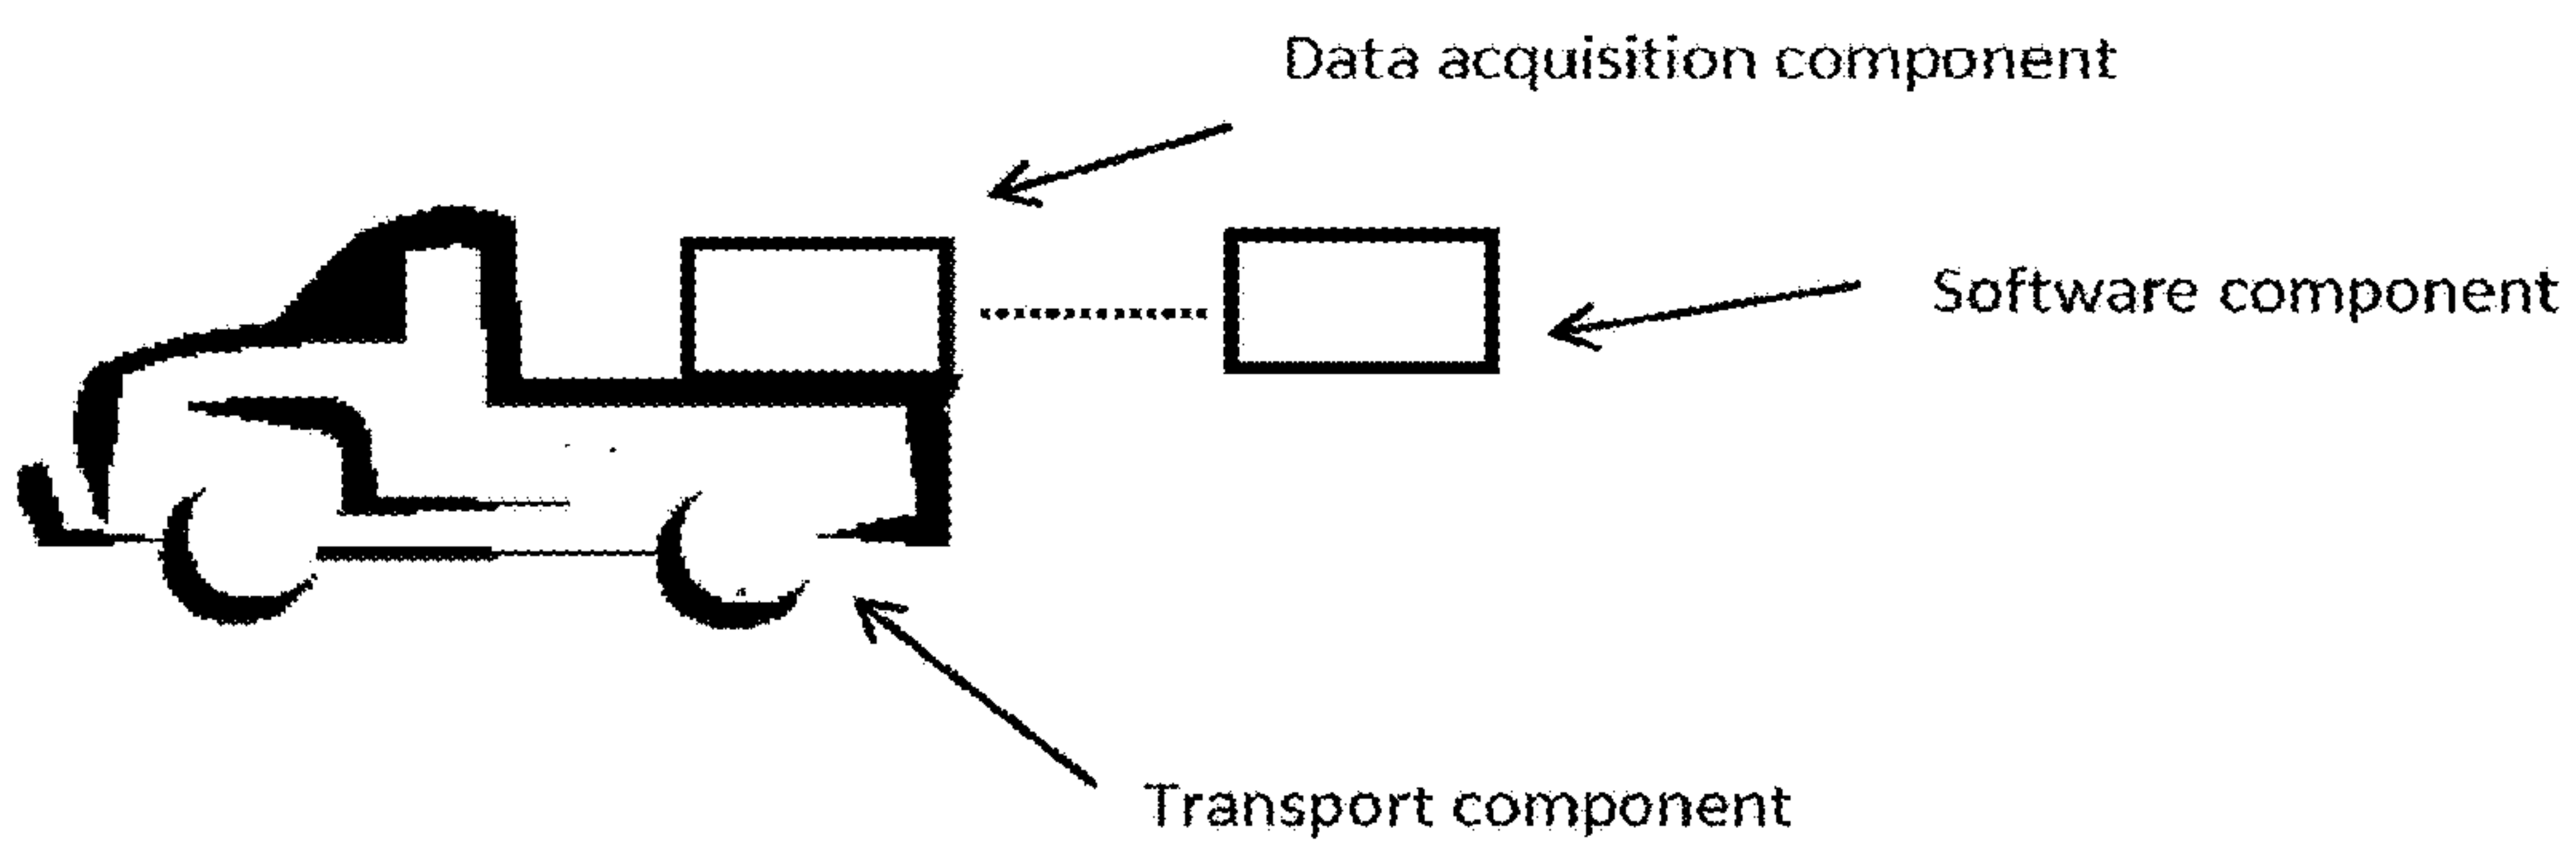 Data acquisition component
Software component
Transport component